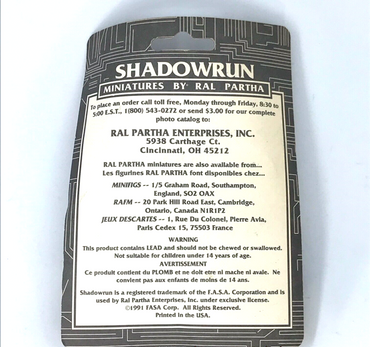 SHADOWRUN
MINIATURES BY RAL PARTHA
To place an order call toll free, Monday through Friday, 8:30 to
5:00 E.S.T., 1(800) 543-0272 or send $3.00 for our complete
photo catalog to:
RAL PARTHA ENTERPRISES, INC.
5938 Carthage Ct.
Cincinnati, OH 45212
RAL PARTHA miniatures are also available from...
Les figurines RAL PARTHA font disponibles chez...
MINIFIGS -- 1/5 Graham Road, Southampton,
England, SO2 OAX
RAFM -- 20 Park Hill Road East, Cambridge,
Ontario, Canada N1R1P2
JEUX DESCARTES -- 1, Rue Du Colonel, Pierre Avia,
Paris Cedex 15, 75503 France
WARNING
This product contains LEAD and should not be chewed or swallowed.
Not suitable for children under 14 years of age.
AVERTISSEMENT
Ce produit contient du PLOMB et ne doit etre ni mache ni avale. Ne
convient pas aux enfants de moins de 14 ans.
Shadowrun is a registered trademark of the F.A.S.A. Corporation and is
used by Ral Partha Enterprises, Inc. under exclusive license.
©1991 FASA Corp. All Rights Reserved.
Printed in the USA.